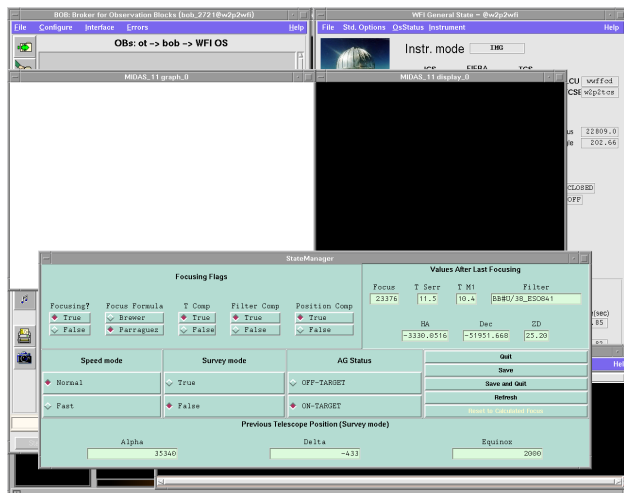 BOB: Broker for Observation Blocks (bob_2721@w2p2wfi)
File Configure Interface Errors Help
OBs: ot -> bob -> WFI OS
WFI General State - @w2p2wfi
File Std. Options OsStatus Instrument Help
Instr. mode IMG
MIDAS_11 graph_0
MIDAS_11 display_0
wwffcd
w2p2tcs
22809.0
202.66
CLOSED
OFF
StateManager
Focusing Flags
Focusing? Focus Formula T Comp Filter Comp Position Comp
True Brewer True True True
False Parraguez False False False
Values After Last Focusing
Focus T Serr T M1 Filter
23376 11.5 10.4 BB#U/38_ESO841
HA Dec ZD
-3330.0516 -51951.668 25.20
Speed mode Survey mode AG Status
Normal True OFF-TARGET
Fast False ON-TARGET
Quit
Save
Save and Quit
Refresh
Revert to Calculated Focus
Previous Telescope Position (Survey mode)
Alpha Delta Equinox
35340 -433 2000